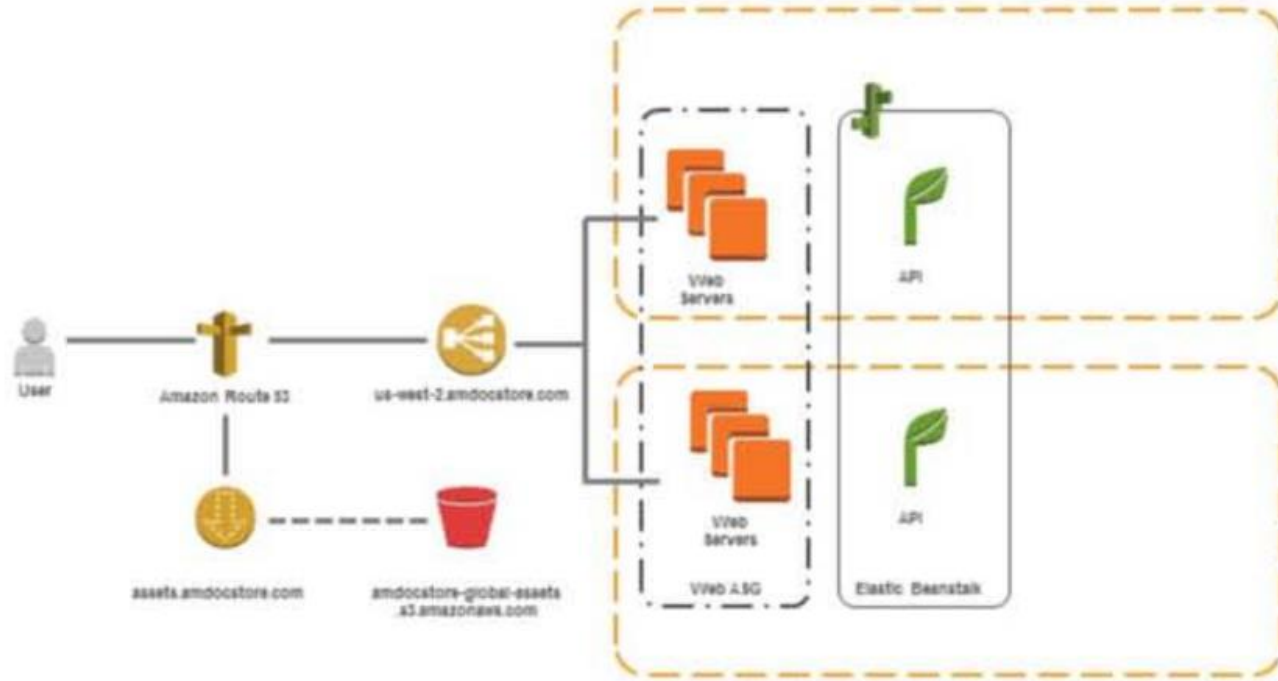 Web
Servers
API
User
Amazon Route 53
us-west-2.amdocstore.com
Web
Servers
API
assets.amdocstore.com
amdocstore-global-assets
.s3.amazonaws.com
Web ASG
Elastic Beanstalk